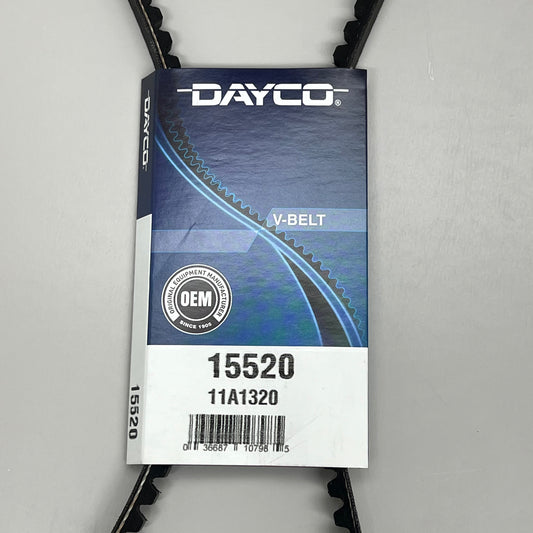 DAYCO®
V-BELT
ORIGINAL EQUIPMENT MANUFACTURER
OEM
SINCE 1905
15520
11A1320
0 36687 10798 5
DAYCO
15520